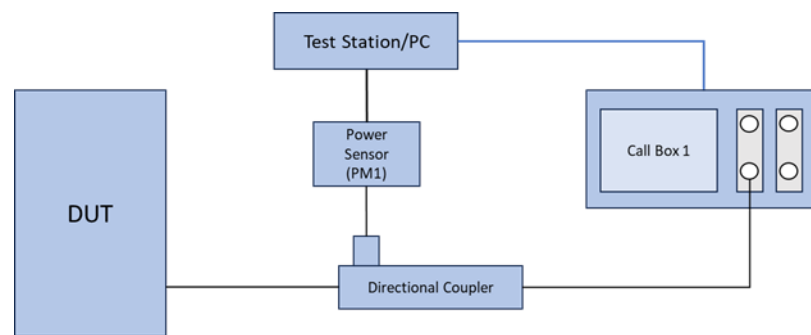 Test Station/PC
Power
Sensor
(PM1)
Call Box 1
DUT
Directional Coupler